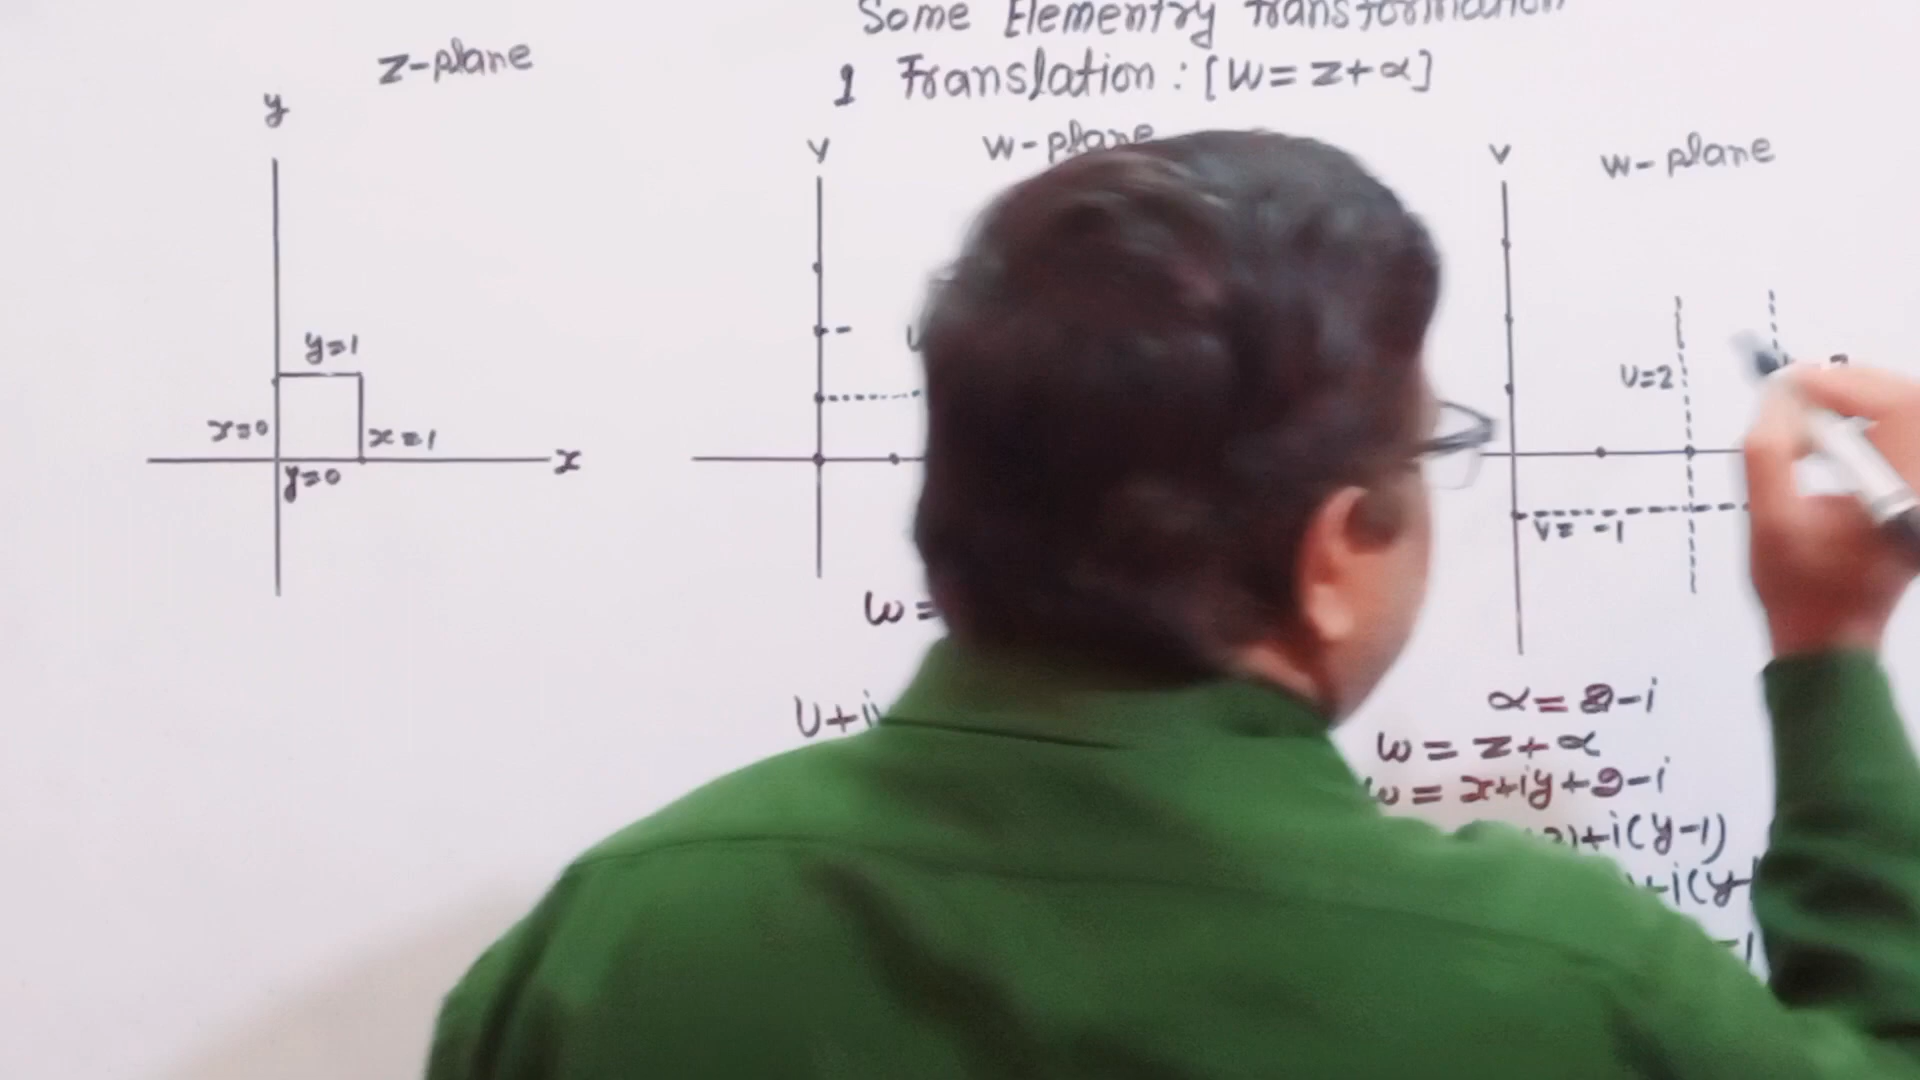 Some Elementry Transformation
1 Translation : [W = z + α]
z-plane
y
y=1
x=0
x=1
y=0
x
w-plane
V
w =
U+iv
w-plane
V
U=2
V= -1
α = 2-i
w = z+α
w = x+iy+2-i
2)+i(y-1)
+i(y-